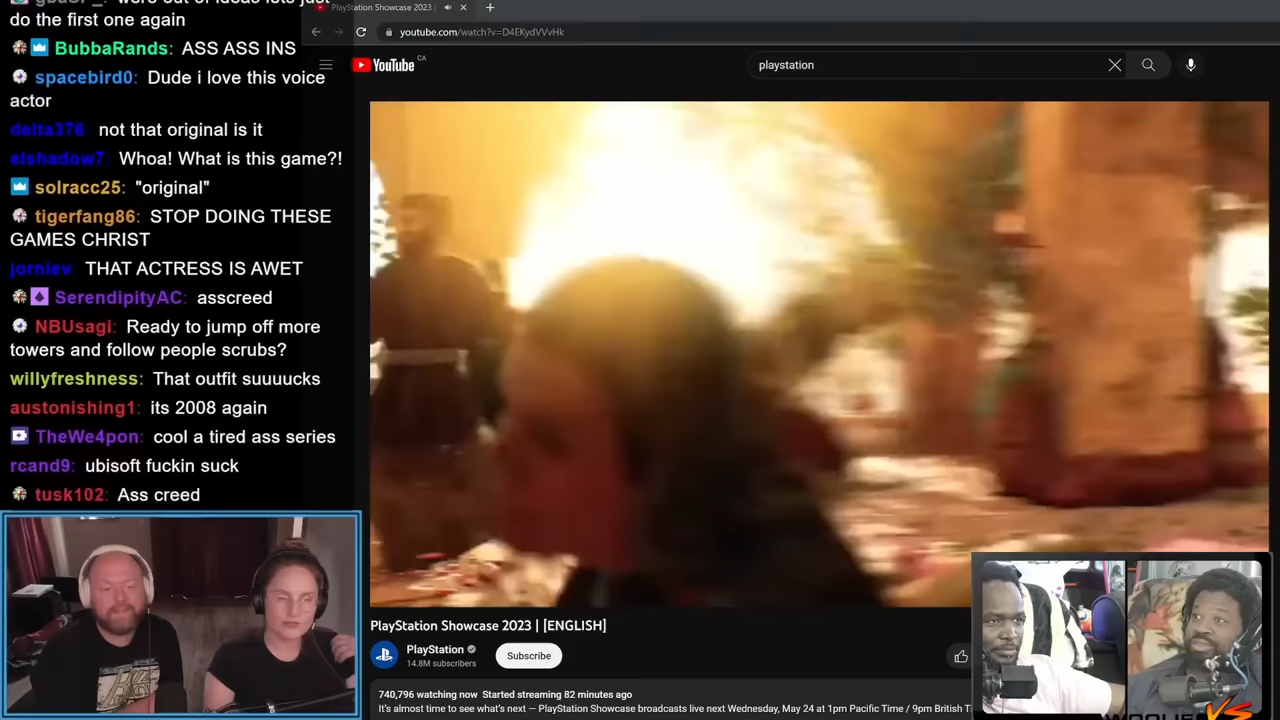 do the first one again
BubbaRands: ASS ASS INS
spacebird0: Dude i love this voice
actor
delta376: not that original is it
elshadow7: Whoa! What is this game?!
solracc25: "original"
tigerfang86: STOP DOING THESE
GAMES CHRIST
jorniev: THAT ACTRESS IS AWET
SerendipityAC: asscreed
NBUsagi: Ready to jump off more
towers and follow people scrubs?
willyfreshness: That outfit suuuucks
austonishing1: its 2008 again
TheWe4pon: cool a tired ass series
rcand9: ubisoft fuckin suck
tusk102: Ass creed
PlayStation Showcase 2023 |
youtube.com/watch?v=D4EKydVVvHk
YouTube CA
playstation
PlayStation Showcase 2023 | [ENGLISH]
PlayStation
14.8M subscribers
Subscribe
740,796 watching now Started streaming 82 minutes ago
It's almost time to see what's next — PlayStation Showcase broadcasts live next Wednesday, May 24 at 1pm Pacific Time / 9pm British T
VS